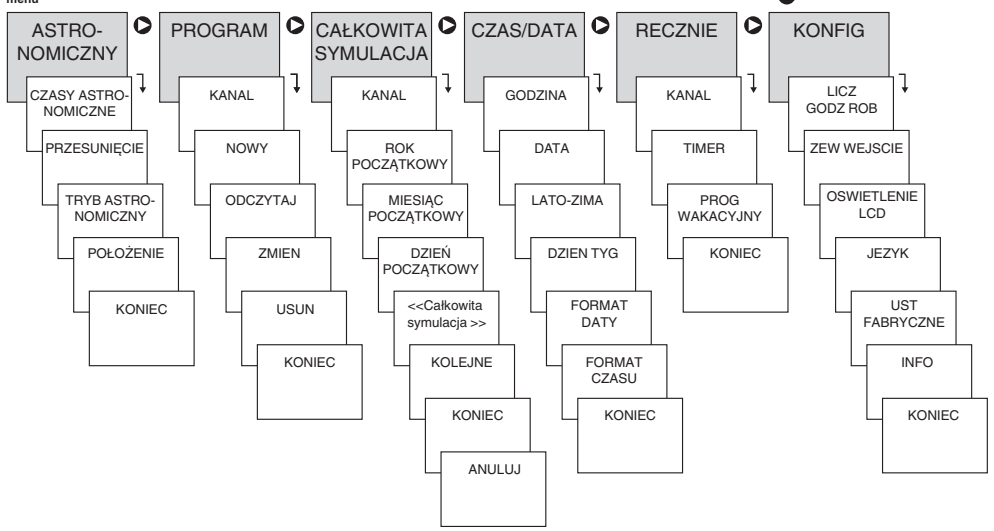 menu
ASTRO-
NOMICZNY
CZASY ASTRO-
NOMICZNE
PRZESUNIĘCIE
TRYB ASTRO-
NOMICZNY
POŁOŻENIE
KONIEC
PROGRAM
KANAL
NOWY
ODCZYTAJ
ZMIEN
USUN
KONIEC
CAŁKOWITA
SYMULACJA
KANAL
ROK
POCZĄTKOWY
MIESIĄC
POCZĄTKOWY
DZIEŃ
POCZĄTKOWY
<<Całkowita
symulacja >>
KOLEJNE
KONIEC
ANULUJ
CZAS/DATA
GODZINA
DATA
LATO-ZIMA
DZIEN TYG
FORMAT
DATY
FORMAT
CZASU
KONIEC
RECZNIE
KANAL
TIMER
PROG
WAKACYJNY
KONIEC
KONFIG
LICZ
GODZ ROB
ZEW WEJSCIE
OSWIETLENIE
LCD
JEZYK
UST
FABRYCZNE
INFO
KONIEC